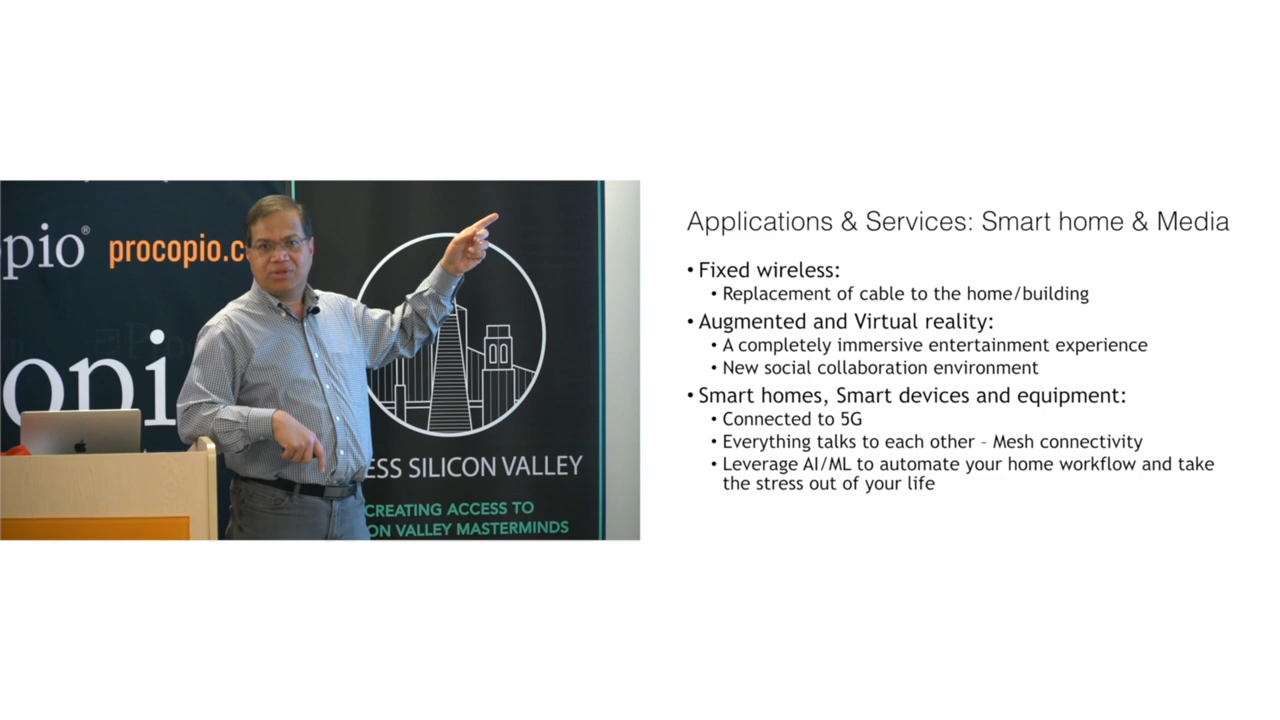 pio®
procopio.c
opi
ESS SILICON VALLEY
CREATING ACCESS TO
ON VALLEY MASTERMINDS
Applications & Services: Smart home & Media
• Fixed wireless:
• Replacement of cable to the home/building
• Augmented and Virtual reality:
• A completely immersive entertainment experience
• New social collaboration environment
• Smart homes, Smart devices and equipment:
• Connected to 5G
• Everything talks to each other – Mesh connectivity
• Leverage AI/ML to automate your home workflow and take
the stress out of your life